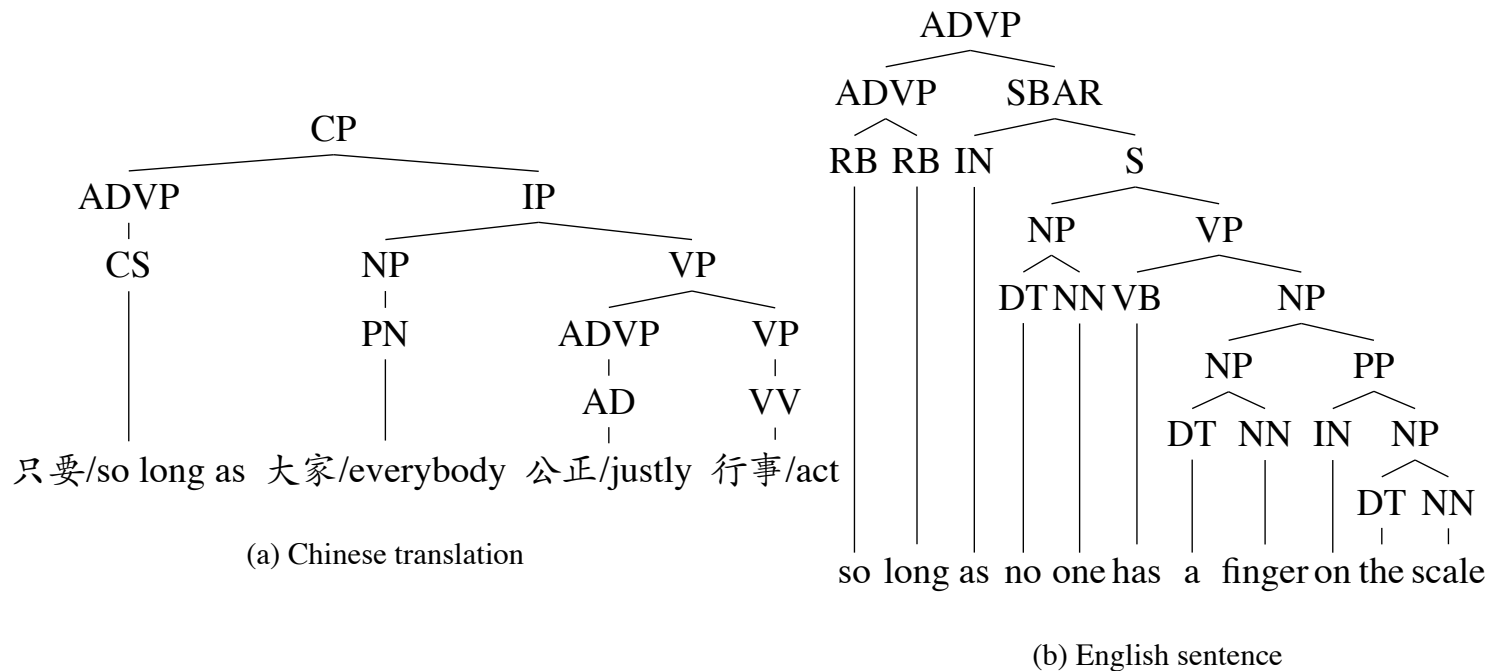 CP
ADVP IP
CS NP VP
PN ADVP VP
AD VV
只要/so long as 大家/everybody 公正/justly 行事/act
(a) Chinese translation
ADVP
ADVP SBAR
RB RB IN S
NP VP
DT NN VB NP
NP PP
DT NN IN NP
DT NN
so long as no one has a finger on the scale
(b) English sentence